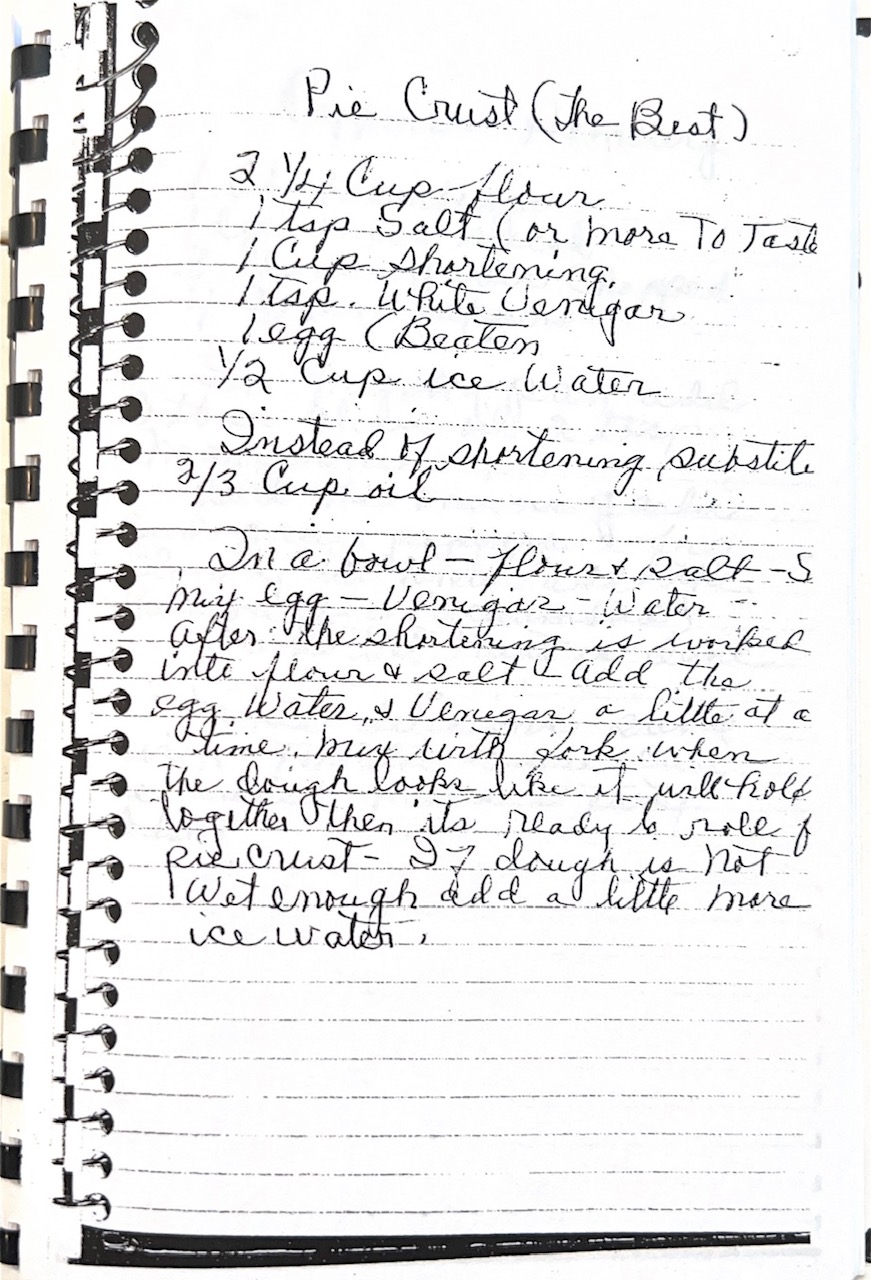 Pie Crust (The Best)
2 1/4 Cup flour
1 tsp Salt (or More To Taste
1 Cup Shortening
1 tsp. White Venigar
1 egg (Beaten
1/2 Cup ice Water
Instead of shortening substite
2/3 Cup oil
In a bowl - flour & salt - S
Mix egg - Venigar - Water -
After the shortening is worked
into flour & salt - add the
egg, Water, & Venegar a little at a
time. Mix with fork. when
the dough looks like it will hold
together then its ready to roll f
pie crust - If dough is not
Wet enough add a little more
ice water.